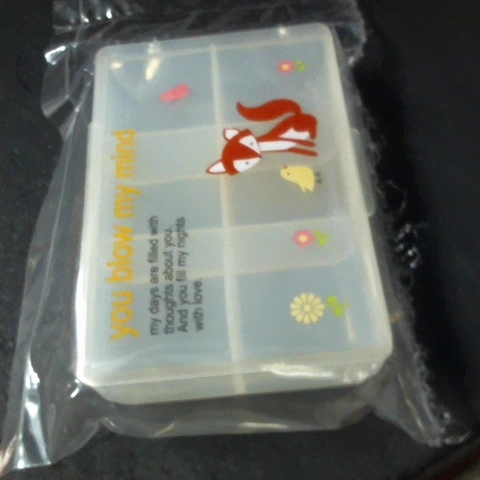 you blow my mind
my days are filled with
thoughts about you.
And you fill my nights
with love.